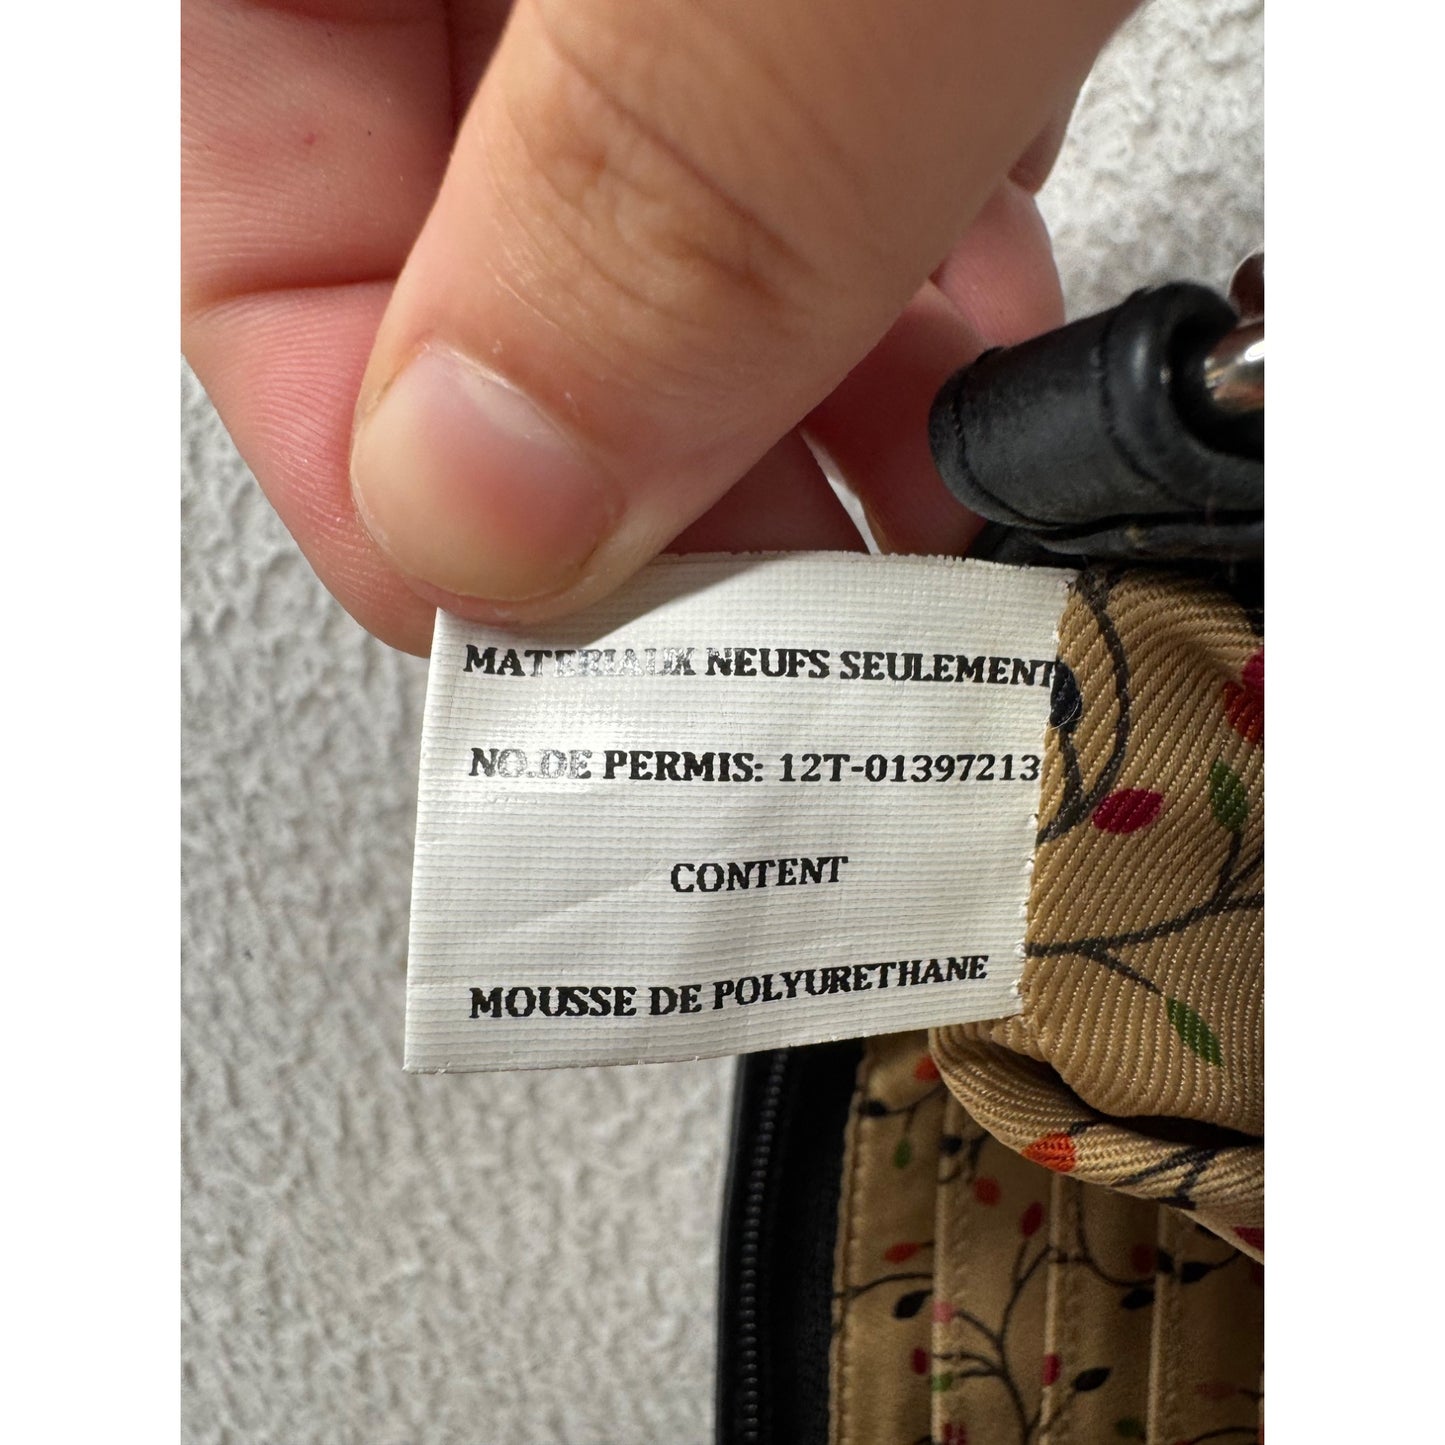 MATERIAUX NEUFS SEULEMENT
NO.DE PERMIS: 12T-01397213
CONTENT
MOUSSE DE POLYURETHANE